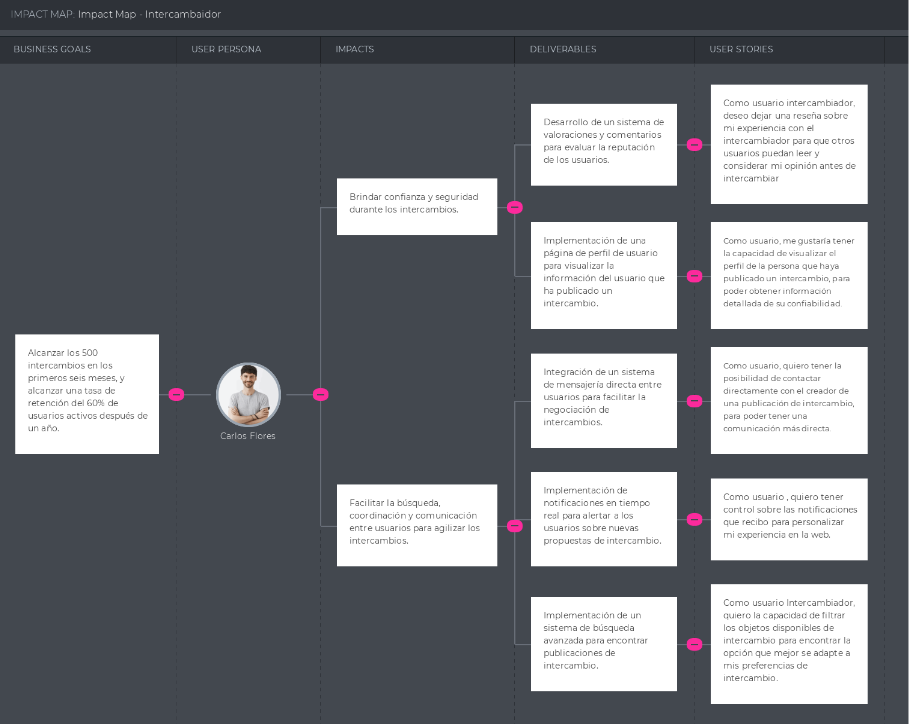 IMPACT MAP: Impact Map - Intercambaidor
BUSINESS GOALS
USER PERSONA
IMPACTS
DELIVERABLES
USER STORIES
Alcanzar los 500
intercambios en los
primeros seis meses, y
alcanzar una tasa de
retención del 60% de
usuarios activos después de
un año.
Carlos Flores
Brindar confianza y seguridad
durante los intercambios.
Desarrollo de un sistema de
valoraciones y comentarios
para evaluar la reputación
de los usuarios.
Como usuario intercambiador,
deseo dejar una reseña sobre
mi experiencia con el
intercambiador para que otros
usuarios puedan leer y
considerar mi opinión antes de
intercambiar
Implementación de una
página de perfil de usuario
para visualizar la
información del usuario que
ha publicado un
intercambio.
Como usuario, me gustaría tener
la capacidad de visualizar el
perfil de la persona que haya
publicado un intercambio, para
poder obtener información
detallada de su confiabilidad.
Facilitar la búsqueda,
coordinación y comunicación
entre usuarios para agilizar los
intercambios.
Integración de un sistema
de mensajería directa entre
usuarios para facilitar la
negociación de
intercambios.
Como usuario, quiero tener la
posibilidad de contactar
directamente con el creador de
una publicación de intercambio,
para poder tener una
comunicación más directa
Implementación de
notificaciones en tiempo
real para alertar a los
usuarios sobre nuevas
propuestas de intercambio.
Como usuario , quiero tener
control sobre las notificaciones
que recibo para personalizar
mi experiencia en la web.
Implementación de un
sistema de búsqueda
avanzada para encontrar
publicaciones de
intercambio.
Como usuario Intercambiador,
quiero la capacidad de filtrar
los objetos disponibles de
intercambio para encontrar la
opción que mejor se adapte a
mis preferencias de
intercambio.